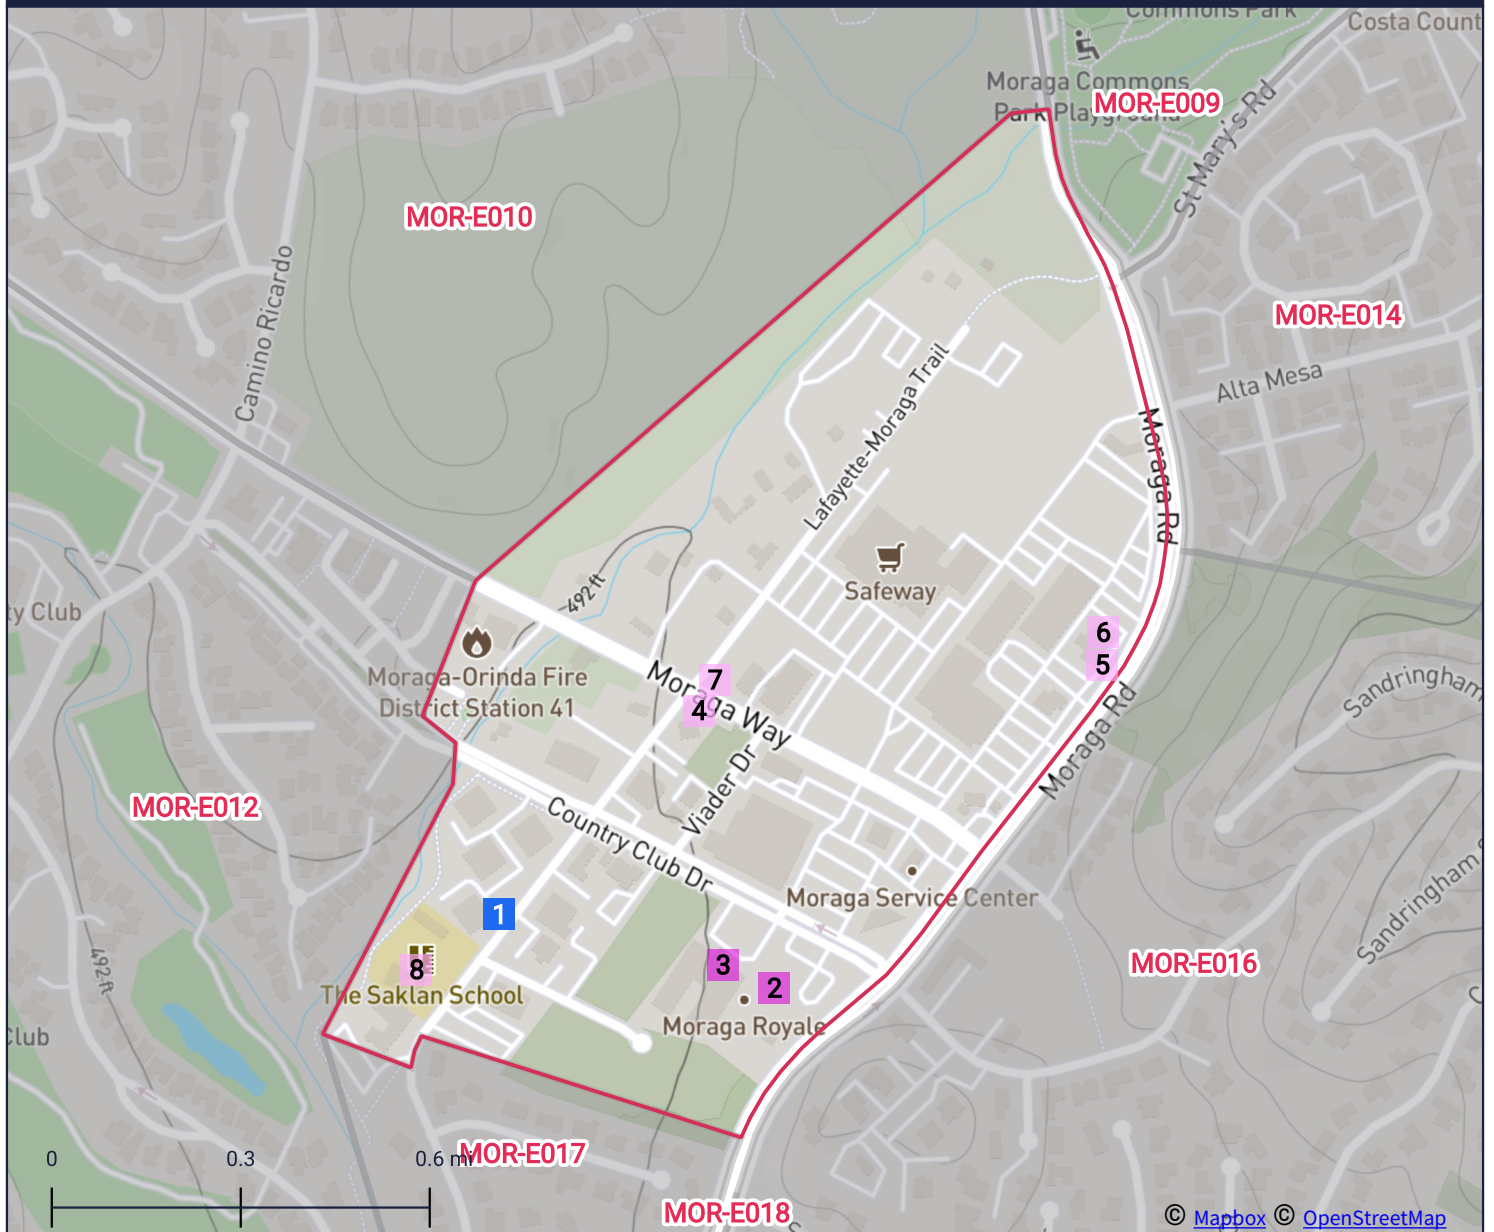 Commons Park
Costa Count
Moraga Commons
Park Playground
MOR-E009
St Mary's Rd
MOR-E010
Camino Ricardo
MOR-E014
Alta Mesa
Moraga Rd
Lafayette-Moraga Trail
Safeway
492 ft
ty Club
Moraga-Orinda Fire
District Station 41
6
5
7
4
Moraga Way
Moraga Rd
Sandringham
Viader Dr
MOR-E012
Country Club Dr
Moraga Service Center
Sandringham S
1
492 ft
3
2
8
The Saklan School
Moraga Royale
MOR-E016
C
Club
MOR-E017
0
0.3
0.6 mi
MOR-E018
© Mapbox © OpenStreetMap